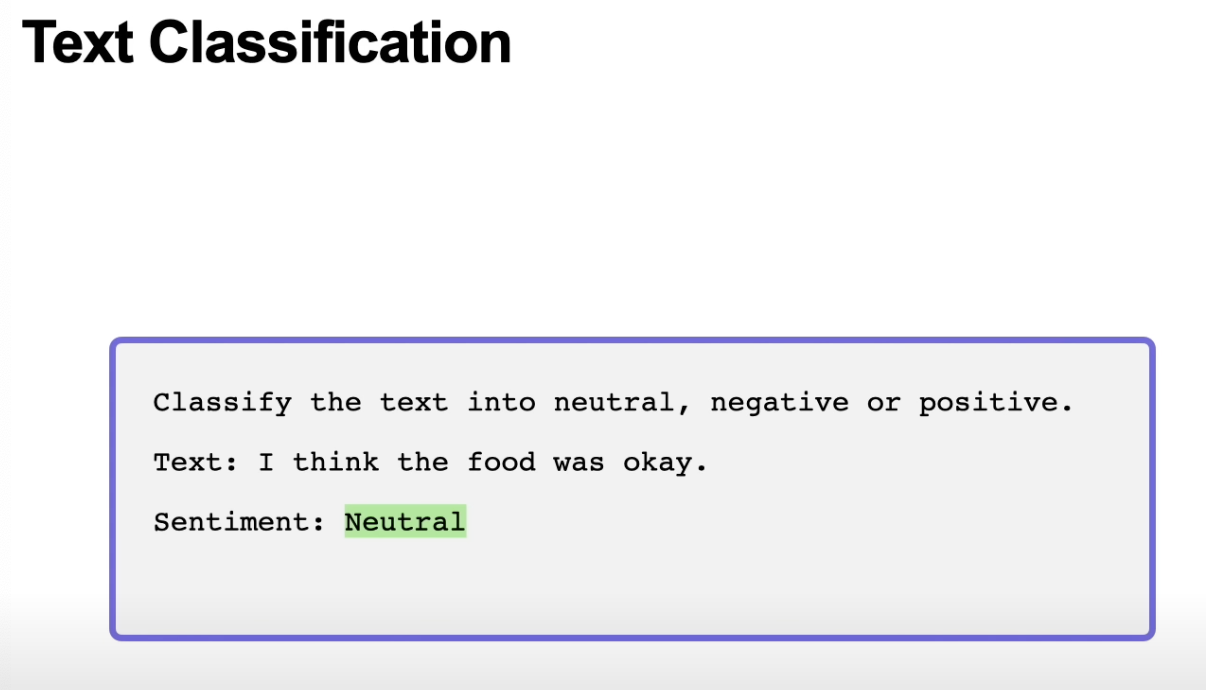 Text Classification
Classify the text into neutral, negative or positive.
Text: I think the food was okay.
Sentiment: Neutral